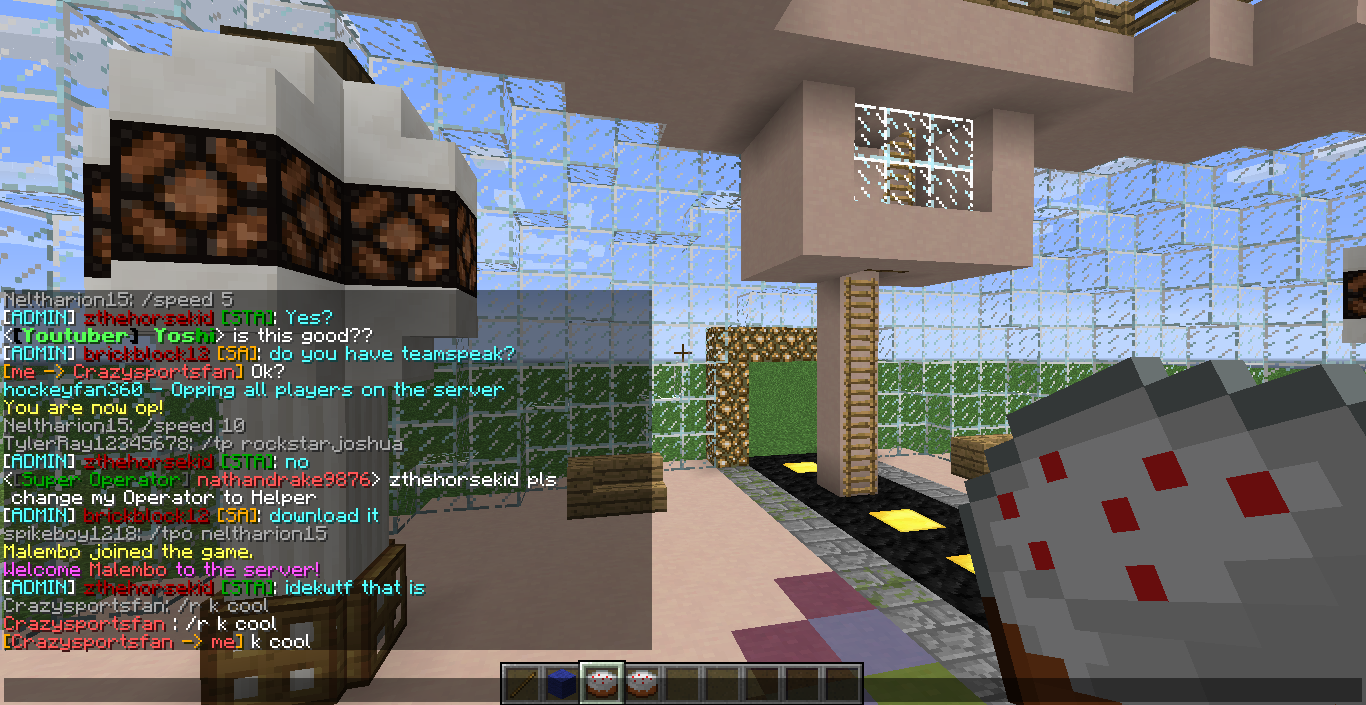 Neltharion15: /speed 5
[ADMIN] zthehorsekid [STA]: Yes?
<[Youtuber] Yoshi> is this good??
[ADMIN] brickblock12 [SA]: do you have teamspeak?
[me -> Crazysportsfan] Ok?
hockeyfan360 - Opping all players on the server
You are now op!
Neltharion15: /speed 10
TylerRay12345678: /tp rockstarjoshua
[ADMIN] zthehorsekid [STA]: no
<[Super Operator] nathandrake9876> zthehorsekid pls
change my Operator to Helper
[ADMIN] brickblock12 [SA]: download it
spikeboy1218: /tpo neltharion15
Malembo joined the game.
Welcome Malembo to the server!
[ADMIN] zthehorsekid [STA]: idekwtf that is
Crazysportsfan: /r k cool
Crazysportsfan : /r k cool
[Crazysportsfan -> me] k cool